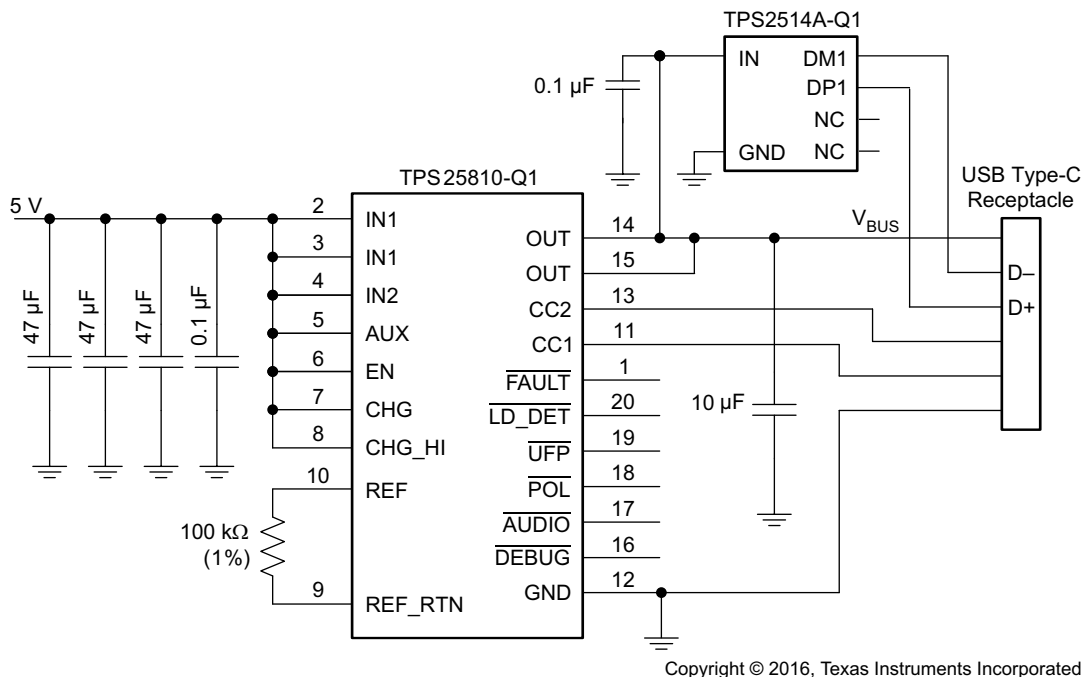 TPS2514A-Q1
IN
DM1
DP1
NC
GND
NC
0.1 µF
TPS25810-Q1
USB Type-C
Receptacle
5 V
2
IN1
3
IN1
4
IN2
5
AUX
6
EN
7
CHG
8
CHG_HI
10
REF
9
REF_RTN
47 µF
47 µF
47 µF
0.1 µF
100 kΩ
(1%)
OUT
14
OUT
15
CC2
13
CC1
11
FAULT
1
LD_DET
20
UFP
19
POL
18
AUDIO
17
DEBUG
16
GND
12
VBUS
10 µF
D–
D+
Copyright © 2016, Texas Instruments Incorporated